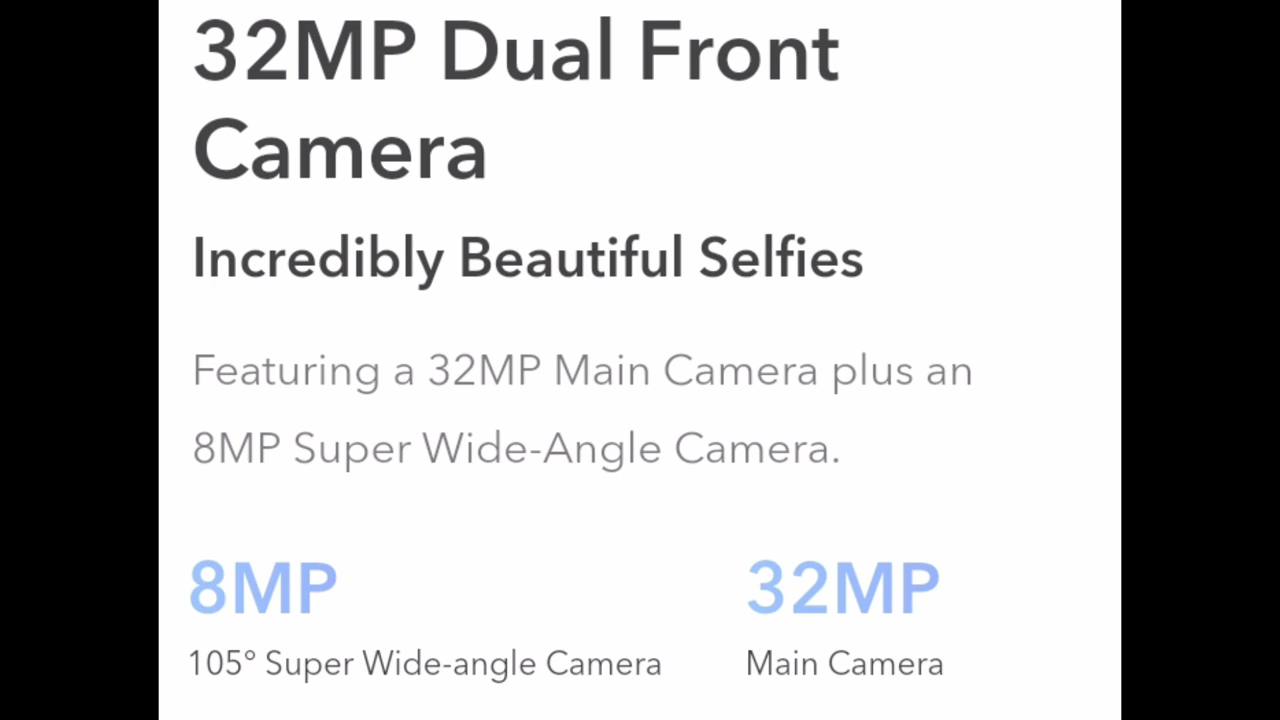 32MP Dual Front
Camera
Incredibly Beautiful Selfies
Featuring a 32MP Main Camera plus an
8MP Super Wide-Angle Camera.
8MP
32MP
105° Super Wide-angle Camera
Main Camera